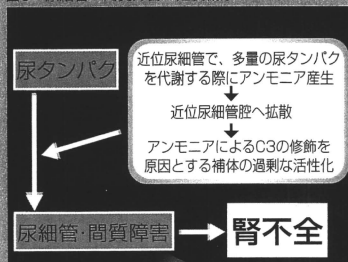 尿タンパク
近位尿細管で、多量の尿タンパク
を代謝する際にアンモニア産生
近位尿細管腔へ拡散
アンモニアによるC3の修飾を
原因とする補体の過剰な活性化
尿細管・間質障害
腎不全